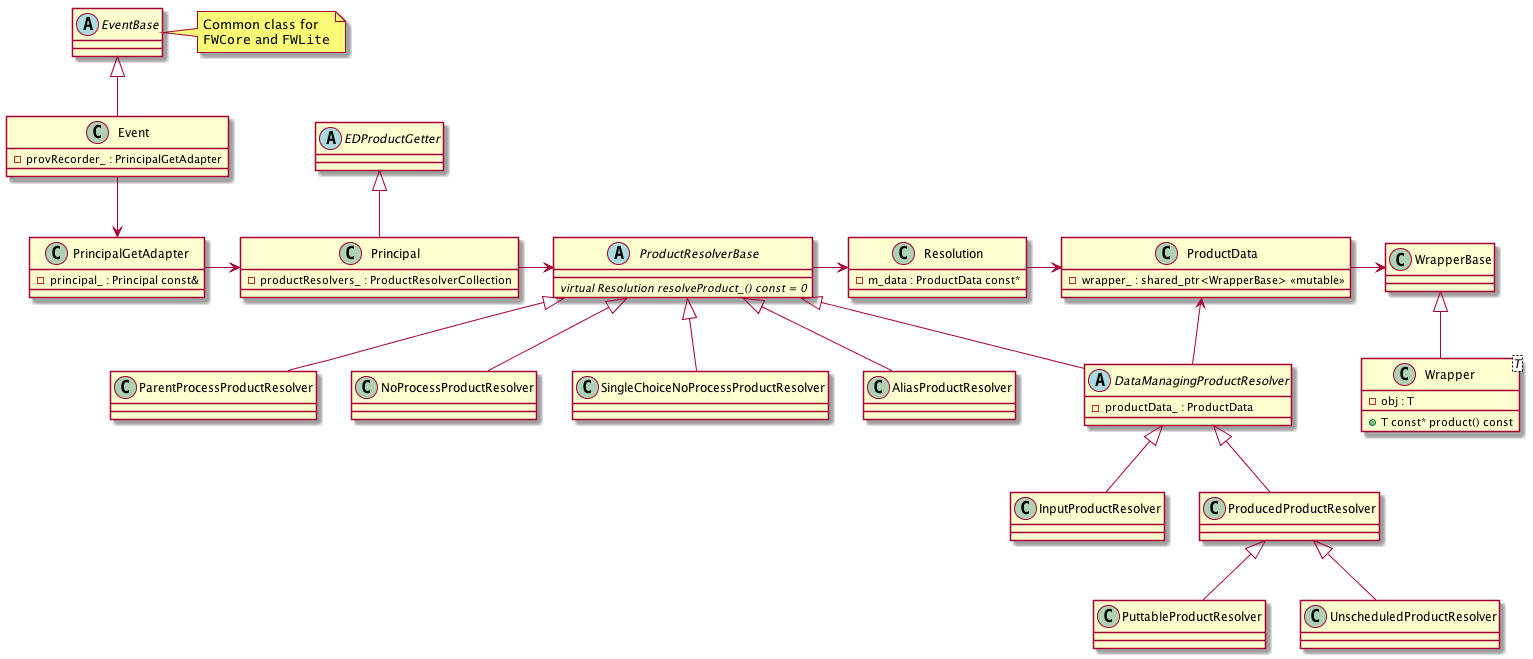 A EventBase
Common class for
FWCore and FWLite
C Event
provRecorder_ : PrincipalGetAdapter
A EDProductGetter
C PrincipalGetAdapter
principal_ : Principal const&
C Principal
productResolvers_ : ProductResolverCollection
A ProductResolverBase
virtual Resolution resolveProduct_() const = 0
C Resolution
m_data : ProductData const*
C ProductData
wrapper_ : shared_ptr<WrapperBase> «mutable»
C WrapperBase
C ParentProcessProductResolver
C NoProcessProductResolver
C SingleChoiceNoProcessProductResolver
C AliasProductResolver
A DataManagingProductResolver
productData_ : ProductData
T
C Wrapper
obj : T
T const* product() const
C InputProductResolver
C ProducedProductResolver
C PuttableProductResolver
C UnscheduledProductResolver